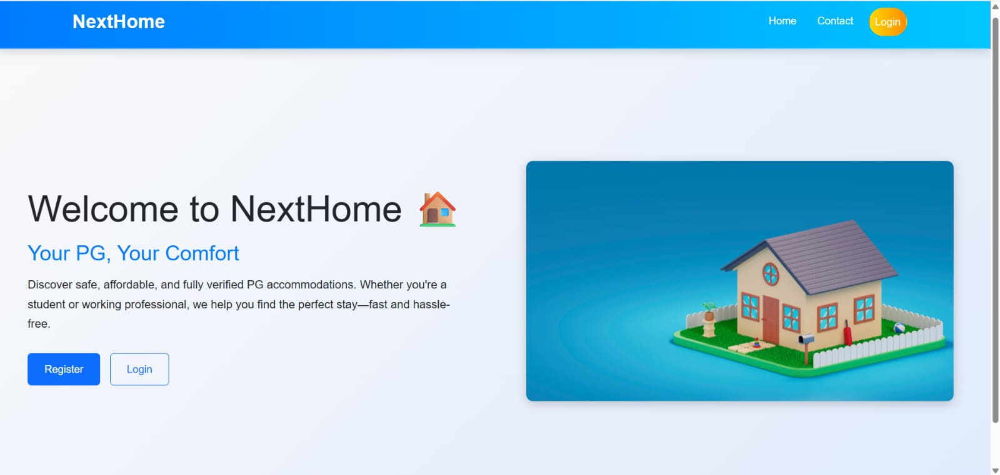 NextHome
Home
Contact
Login
Welcome to NextHome
Your PG, Your Comfort
Discover safe, affordable, and fully verified PG accommodations. Whether you're a
student or working professional, we help you find the perfect stay—fast and hassle-
free.
Register
Login